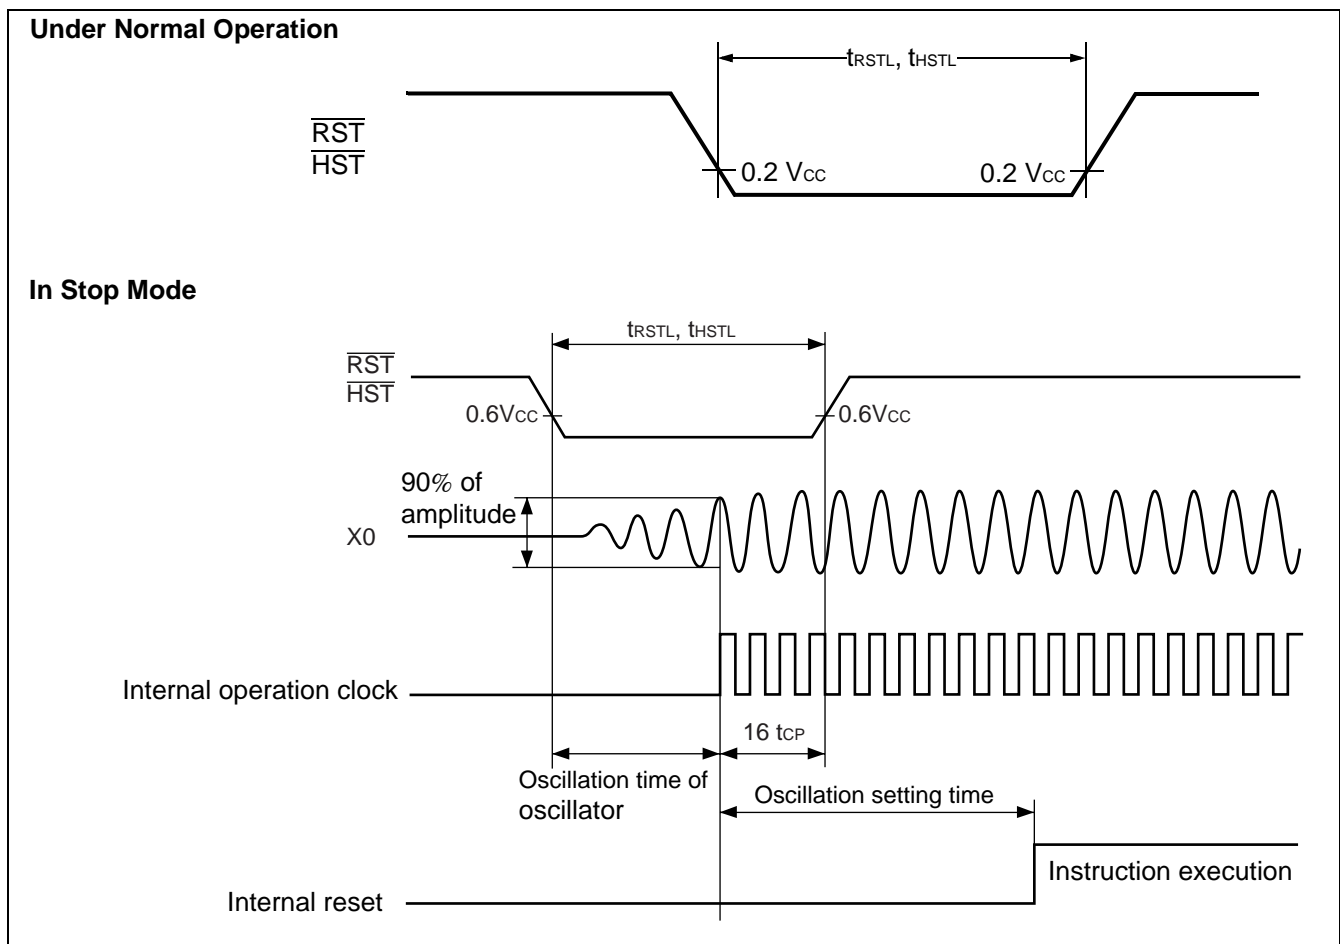 Under Normal Operation
tRSTL, tHSTL
RST
HST
0.2 VCC
0.2 VCC
In Stop Mode
tRSTL, tHSTL
RST
HST
0.6VCC
0.6VCC
90% of
amplitude
X0
Internal operation clock
16 tCP
Oscillation time of
oscillator
Oscillation setting time
Instruction execution
Internal reset